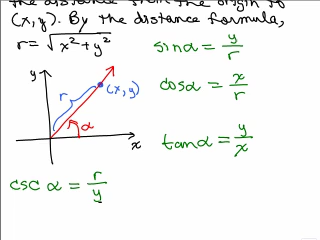 the distance from the origin to
(x, y). By the distance formula,
r = √(x² + y²)
sin α = y/r
cos α = x/r
tan α = y/x
y
r
(x, y)
α
x
csc α = r/y